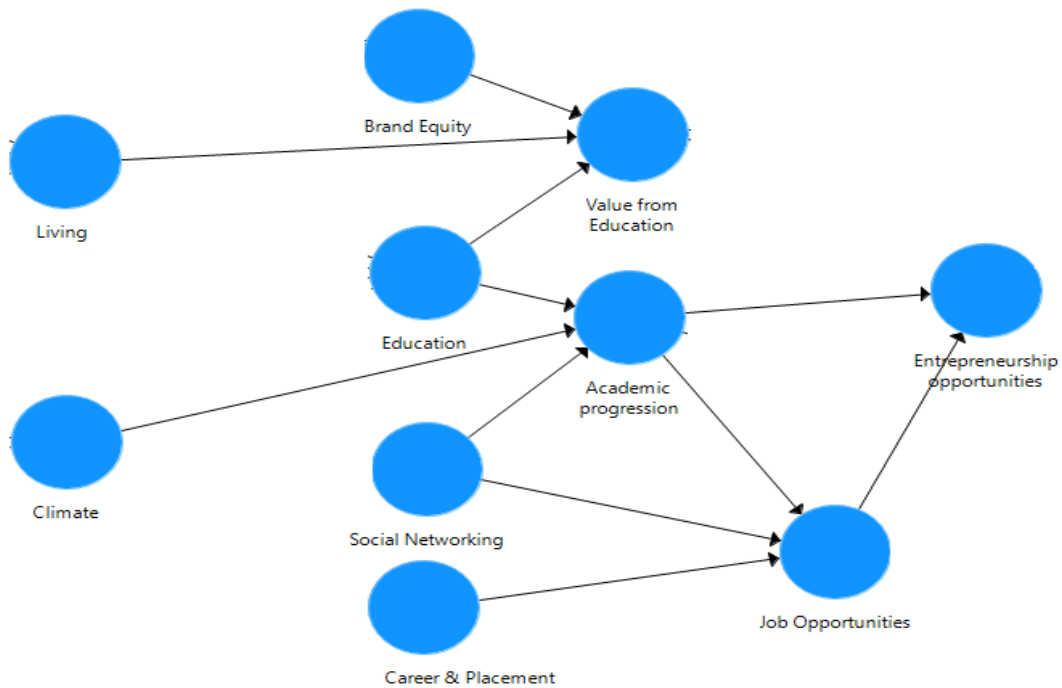 Brand Equity
Living
Value from
Education
Education
Entrepreneurship
opportunities
Academic
progression
Climate
Social Networking
Job Opportunities
Career & Placement